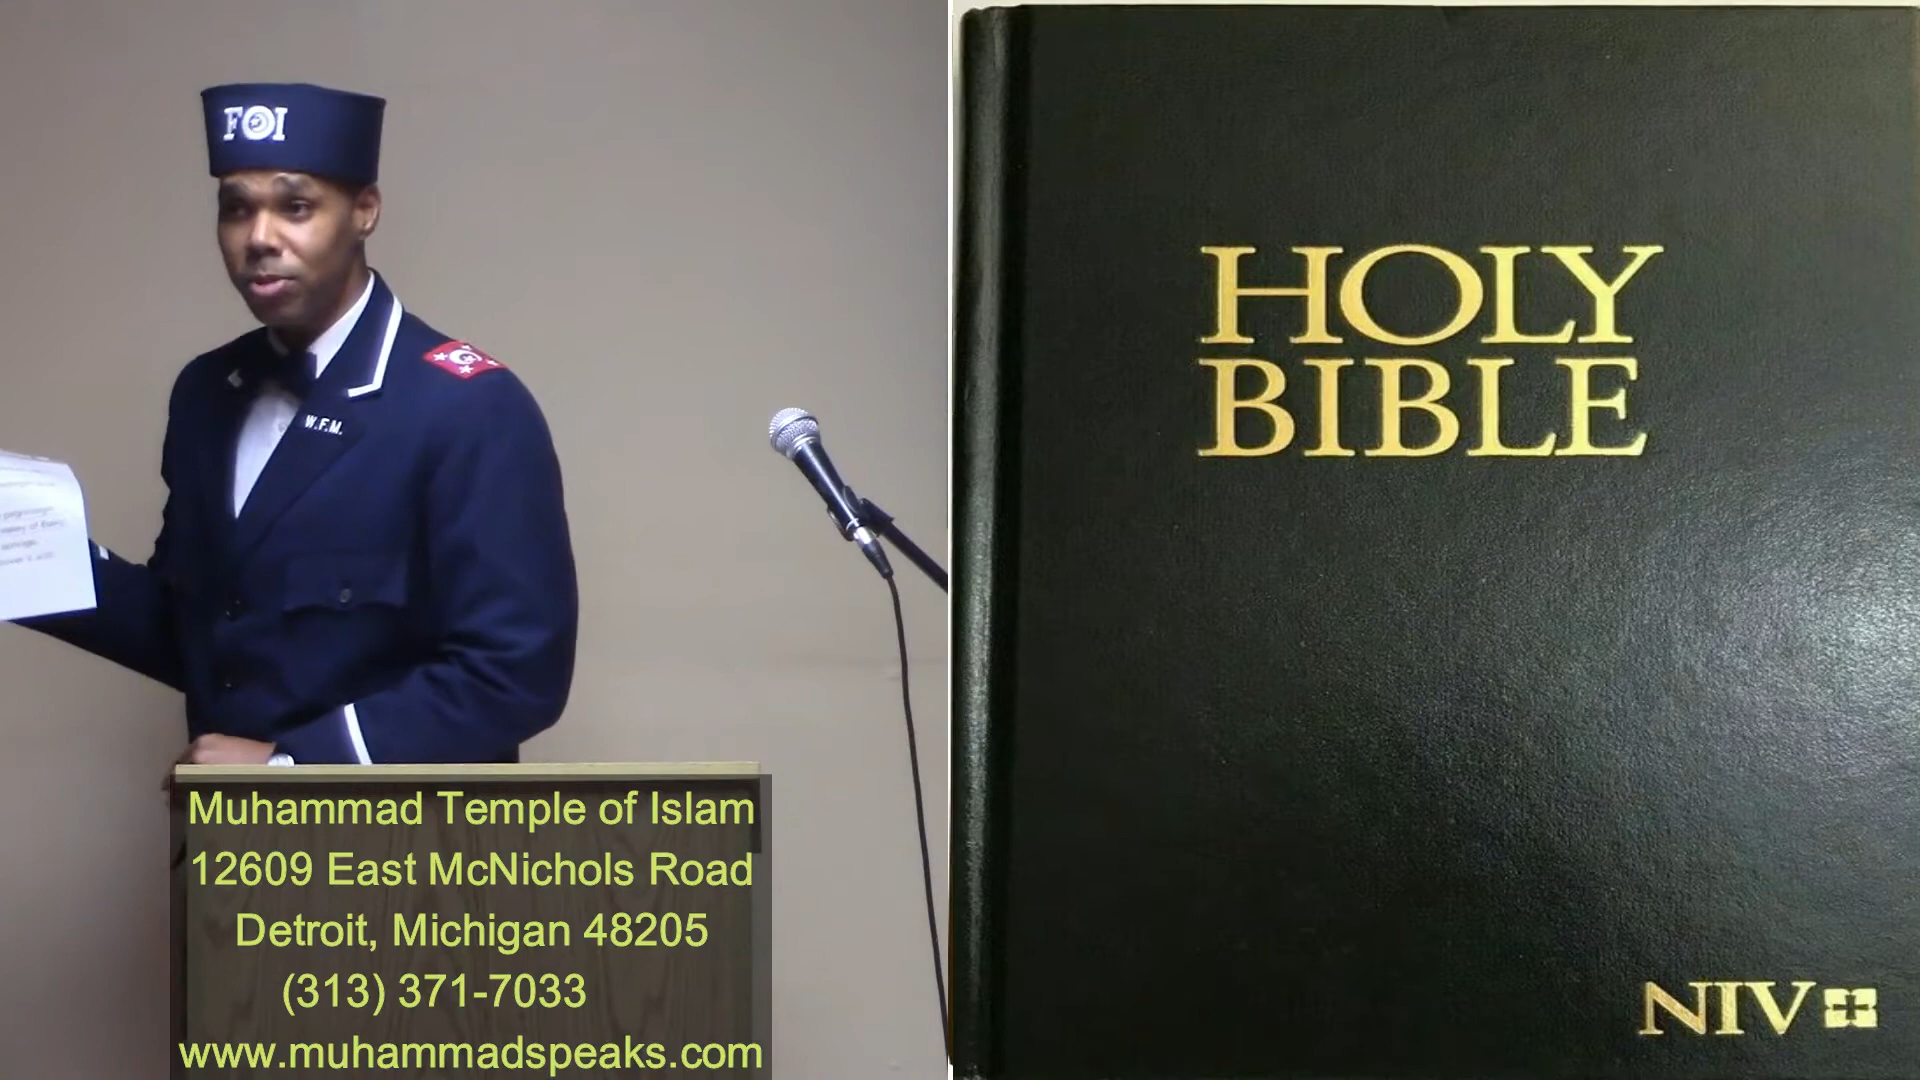 FOI
W.F.M.
Muhammad Temple of Islam
12609 East McNichols Road
Detroit, Michigan 48205
(313) 371-7033
www.muhammadspeaks.com
HOLY
BIBLE
NIV